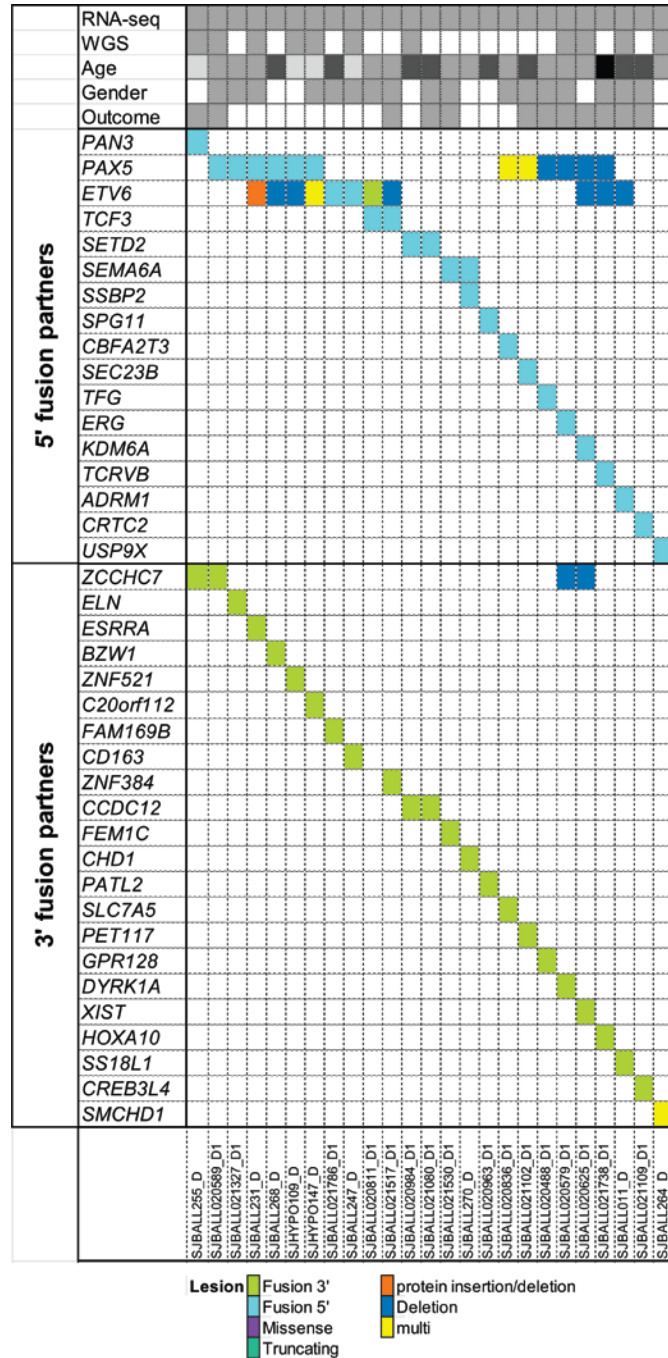 RNA-seq
WGS
Age
Gender
Outcome
5' fusion partners
PAN3
PAX5
ETV6
TCF3
SETD2
SEMA6A
SSBP2
SPG11
CBFA2T3
SEC23B
TFG
ERG
KDM6A
TCRVB
ADRM1
CRTC2
USP9X
3' fusion partners
ZCCHC7
ELN
ESRRA
BZW1
ZNF521
C20orf112
FAM169B
CD163
ZNF384
CCDC12
FEM1C
CHD1
PATL2
SLC7A5
PET117
GPR128
DYRK1A
XIST
HOXA10
SS18L1
CREB3L4
SMCHD1
SJBALL255_D
SJBALL020589_D1
SJBALL021327_D1
SJBALL231_D
SJBALL268_D
SJHYPO109_D
SJHYPO147_D
SJBALL021786_D1
SJBALL247_D
SJBALL020811_D1
SJBALL021517_D1
SJBALL020984_D1
SJBALL021080_D1
SJBALL021530_D1
SJBALL270_D
SJBALL020963_D1
SJBALL020836_D1
SJBALL021102_D1
SJBALL020488_D1
SJBALL020579_D1
SJBALL020625_D1
SJBALL021738_D1
SJBALL011_D
SJBALL021109_D1
SJBALL264_D
Lesion Fusion 3' protein insertion/deletion
Fusion 5' Deletion
Missense multi
Truncating